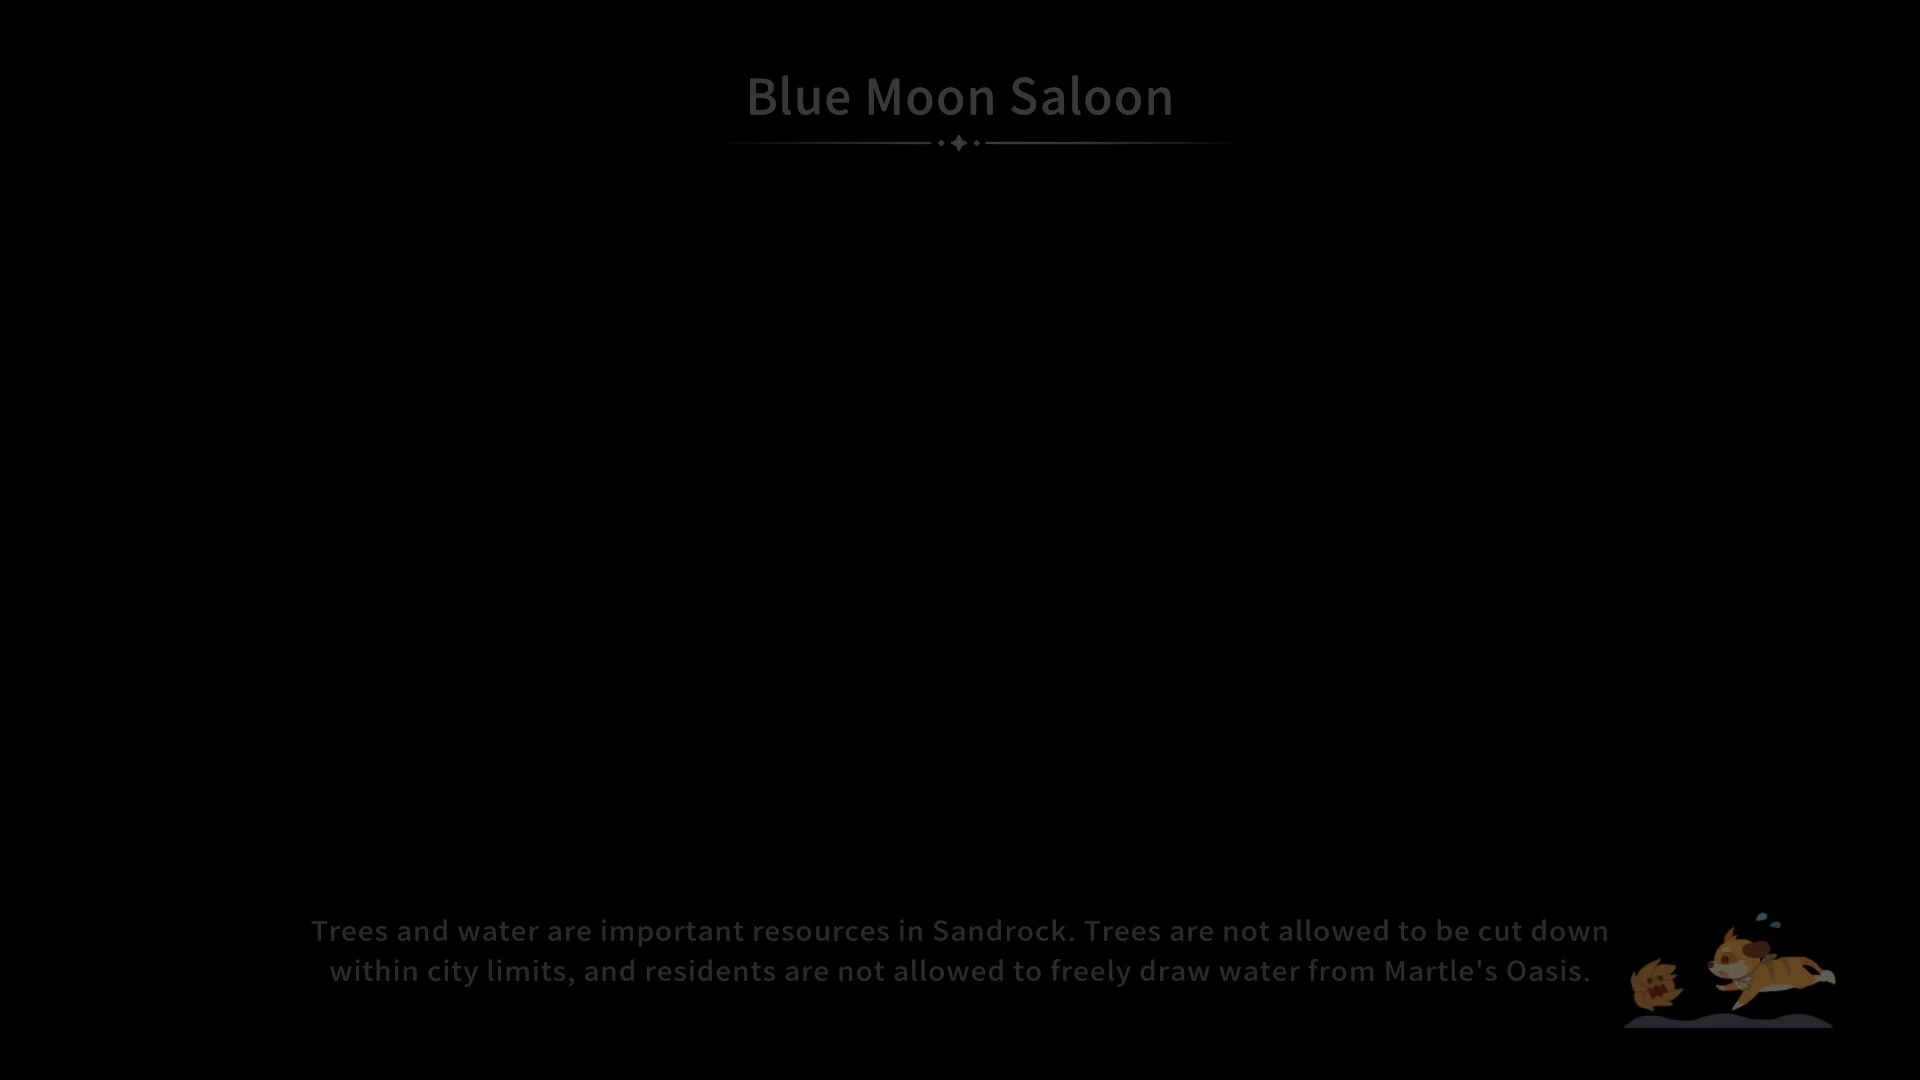 Blue Moon Saloon
Trees and water are important resources in Sandrock. Trees are not allowed to be cut down
within city limits, and residents are not allowed to freely draw water from Martle's Oasis.